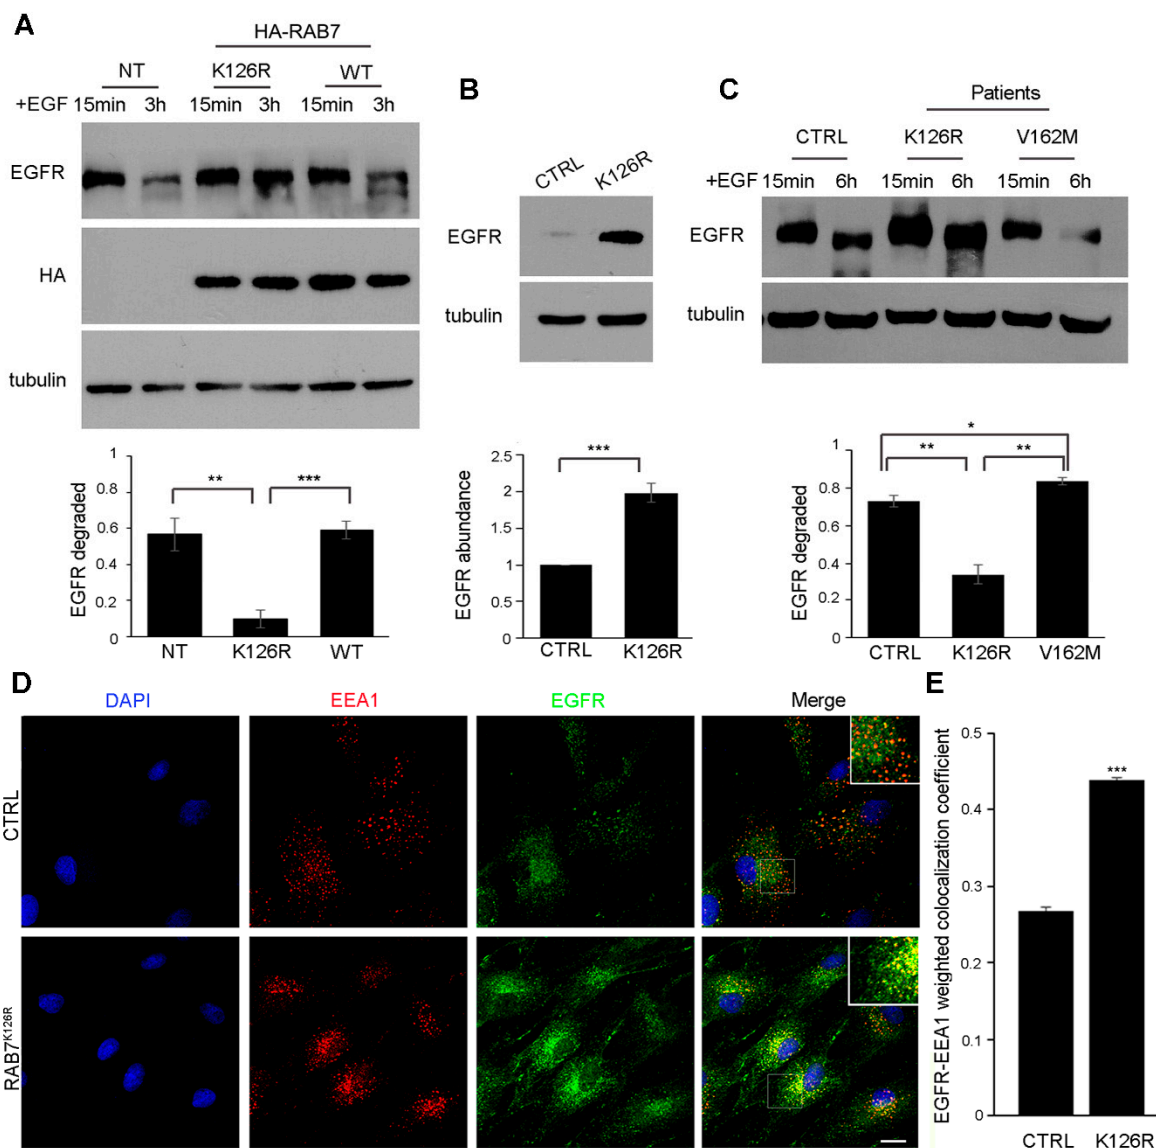 A
HA-RAB7
NT K126R WT
+EGF 15min 3h 15min 3h 15min 3h
EGFR
HA
tubulin
EGFR degraded
1
0.8
0.6
0.4
0.2
0
** ***
NT K126R WT
B
CTRL K126R
EGFR
tubulin
EGFR abundance
2.5
2
1.5
1
0.5
0
***
CTRL K126R
C
Patients
CTRL K126R V162M
+EGF 15min 6h 15min 6h 15min 6h
EGFR
tubulin
EGFR degraded
1
0.8
0.6
0.4
0.2
0
*
** **
CTRL K126R V162M
D
DAPI EEA1 EGFR Merge
CTRL
RAB7K126R
E
EGFR-EEA1 weighted colocalization coefficient
0.5
0.4
0.3
0.2
0.1
0
***
CTRL K126R